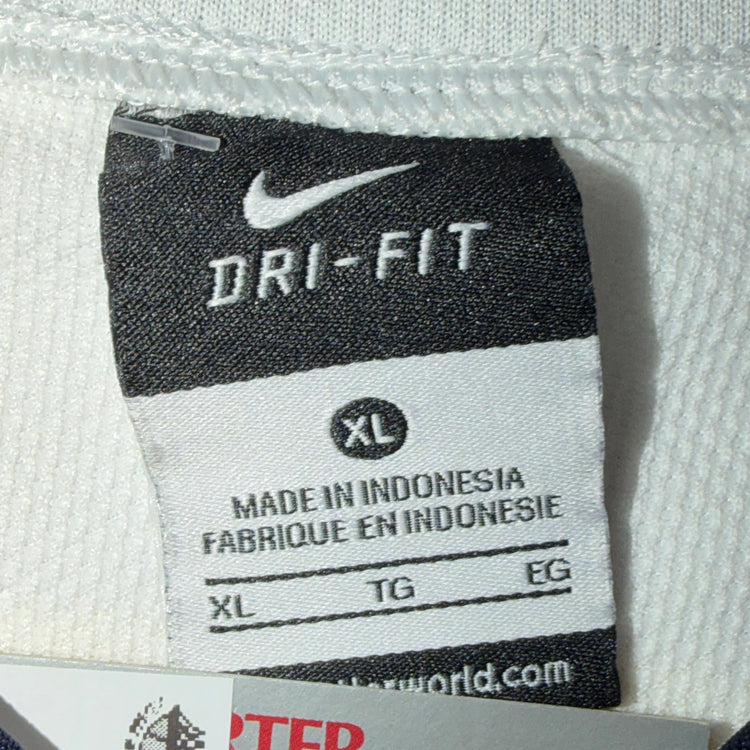 DRI-FIT
XL
MADE IN INDONESIA
FABRIQUE EN INDONESIE
XL TG EG